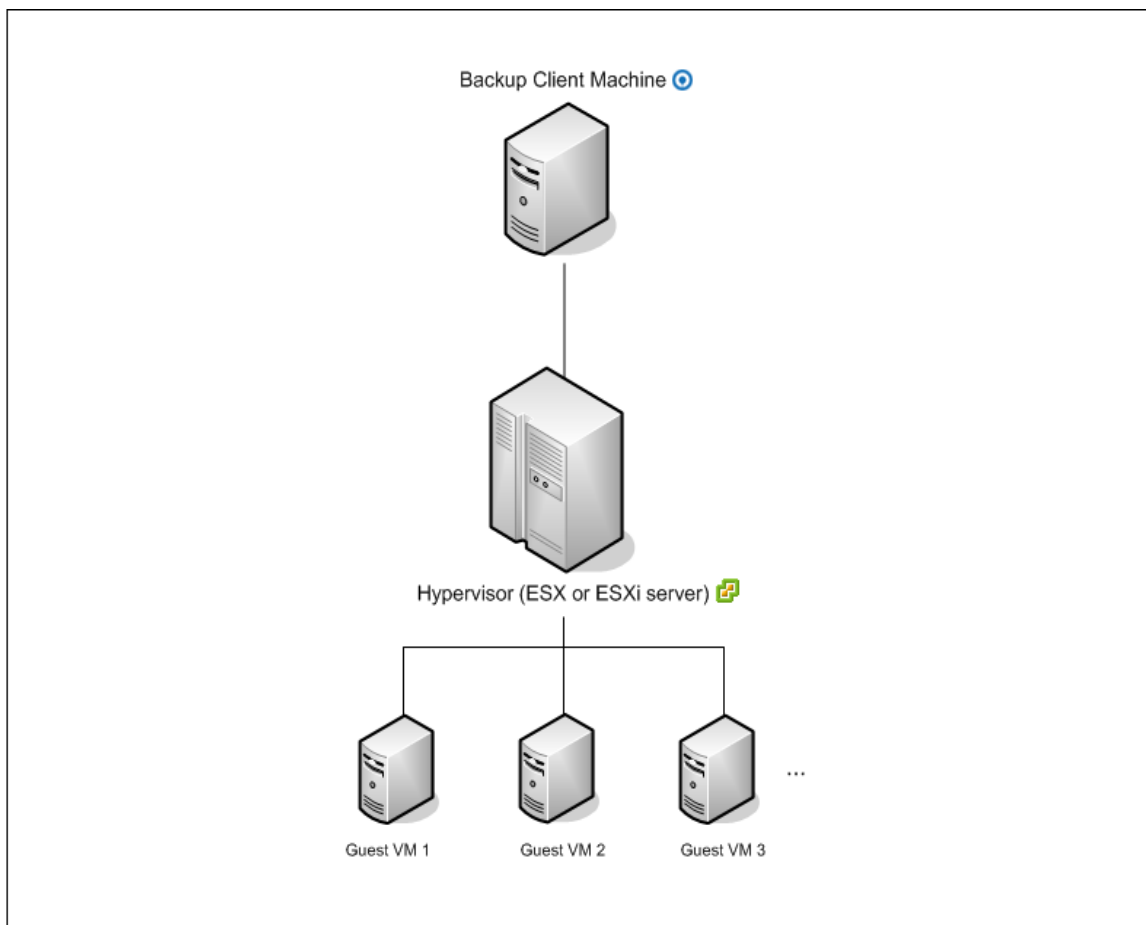 Backup Client Machine
Hypervisor (ESX or ESXi server)
...
Guest VM 1
Guest VM 2
Guest VM 3